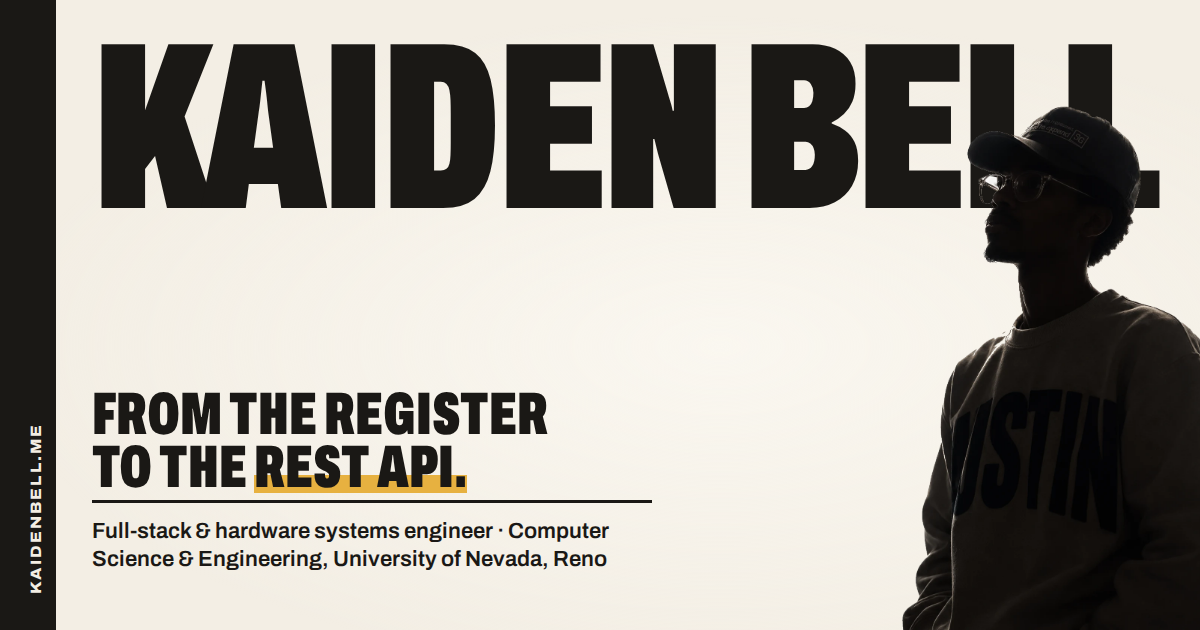 KAIDEN BELL
FROM THE REGISTER
TO THE REST API.
Full-stack & hardware systems engineer · Computer
Science & Engineering, University of Nevada, Reno
KAIDENBELL.ME
USTIN